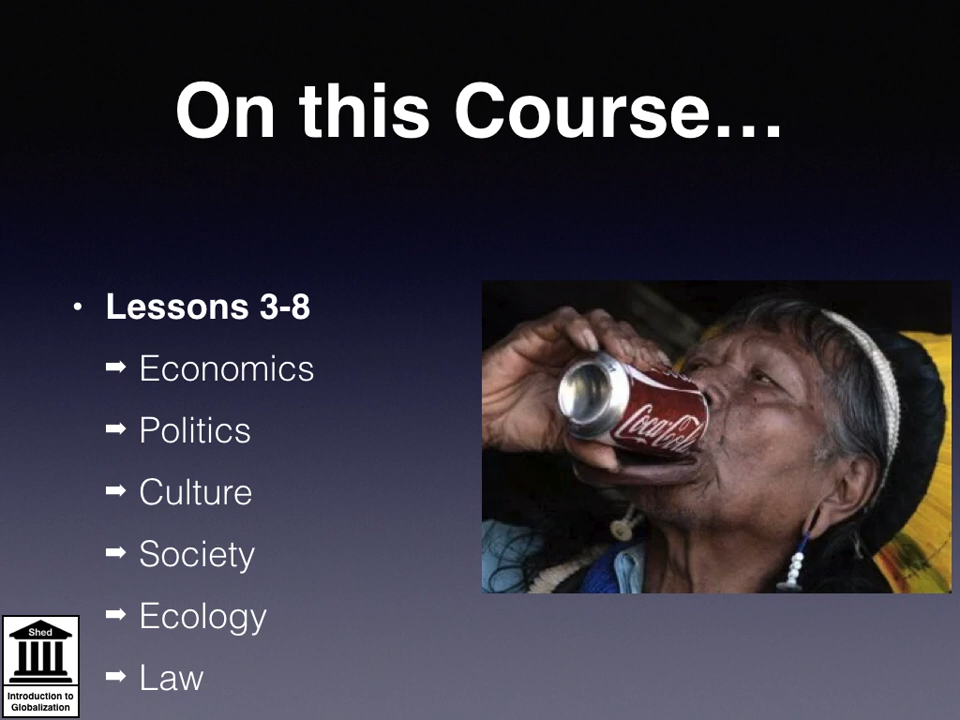 On this Course…
• Lessons 3-8
➡ Economics
➡ Politics
➡ Culture
➡ Society
➡ Ecology
➡ Law
Coca-Cola
Shed
Introduction to
Globalization